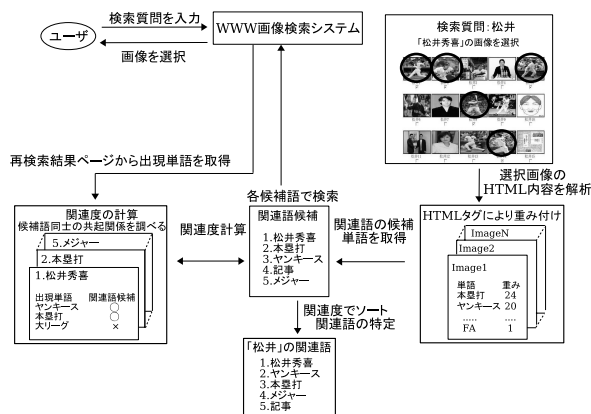 検索質問を入力
ユーザ
WWW画像検索システム
画像を選択
検索質問：松井
「松井秀喜」の画像を選択
再検索結果ページから出現単語を取得
各候補語で検索
選択画像の
HTML内容を解析
関連度の計算
候補語同士の共起関係を調べる
5.メジャー
2.本塁打
1.松井秀喜
出現単語 関連語候補
ヤンキース ○
本塁打 ○
大リーグ ×
関連度計算
関連語候補
1.松井秀喜
2.本塁打
3.ヤンキース
4.記事
5.メジャー
関連語の候補
単語を取得
HTMLタグにより重み付け
ImageN
Image2
Image1
単語 重み
本塁打 24
ヤンキース 20
..... ....
FA 1
関連度でソート
関連語の特定
「松井」の関連語
1.松井秀喜
2.ヤンキース
3.本塁打
4.メジャー
5.記事